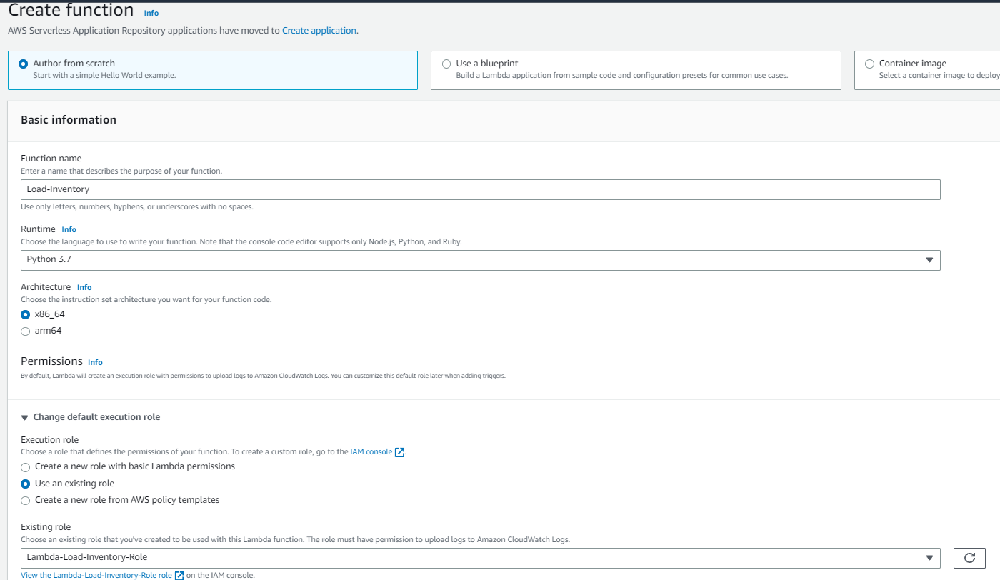 Create function Info
AWS Serverless Application Repository applications have moved to Create application.
Author from scratch
Start with a simple Hello World example.
Use a blueprint
Build a Lambda application from sample code and configuration presets for common use cases.
Container image
Select a container image to deploy
Basic information
Function name
Enter a name that describes the purpose of your function.
Load-Inventory
Use only letters, numbers, hyphens, or underscores with no spaces.
Runtime Info
Choose the language to use to write your function. Note that the console code editor supports only Node.js, Python, and Ruby.
Python 3.7
Architecture Info
Choose the instruction set architecture you want for your function code.
x86_64
arm64
Permissions Info
By default, Lambda will create an execution role with permissions to upload logs to Amazon CloudWatch Logs. You can customize this default role later when adding triggers.
Change default execution role
Execution role
Choose a role that defines the permissions of your function. To create a custom role, go to the IAM console.
Create a new role with basic Lambda permissions
Use an existing role
Create a new role from AWS policy templates
Existing role
Choose an existing role that you've created to be used with this Lambda function. The role must have permission to upload logs to Amazon CloudWatch Logs.
Lambda-Load-Inventory-Role
View the Lambda-Load-Inventory-Role role on the IAM console.